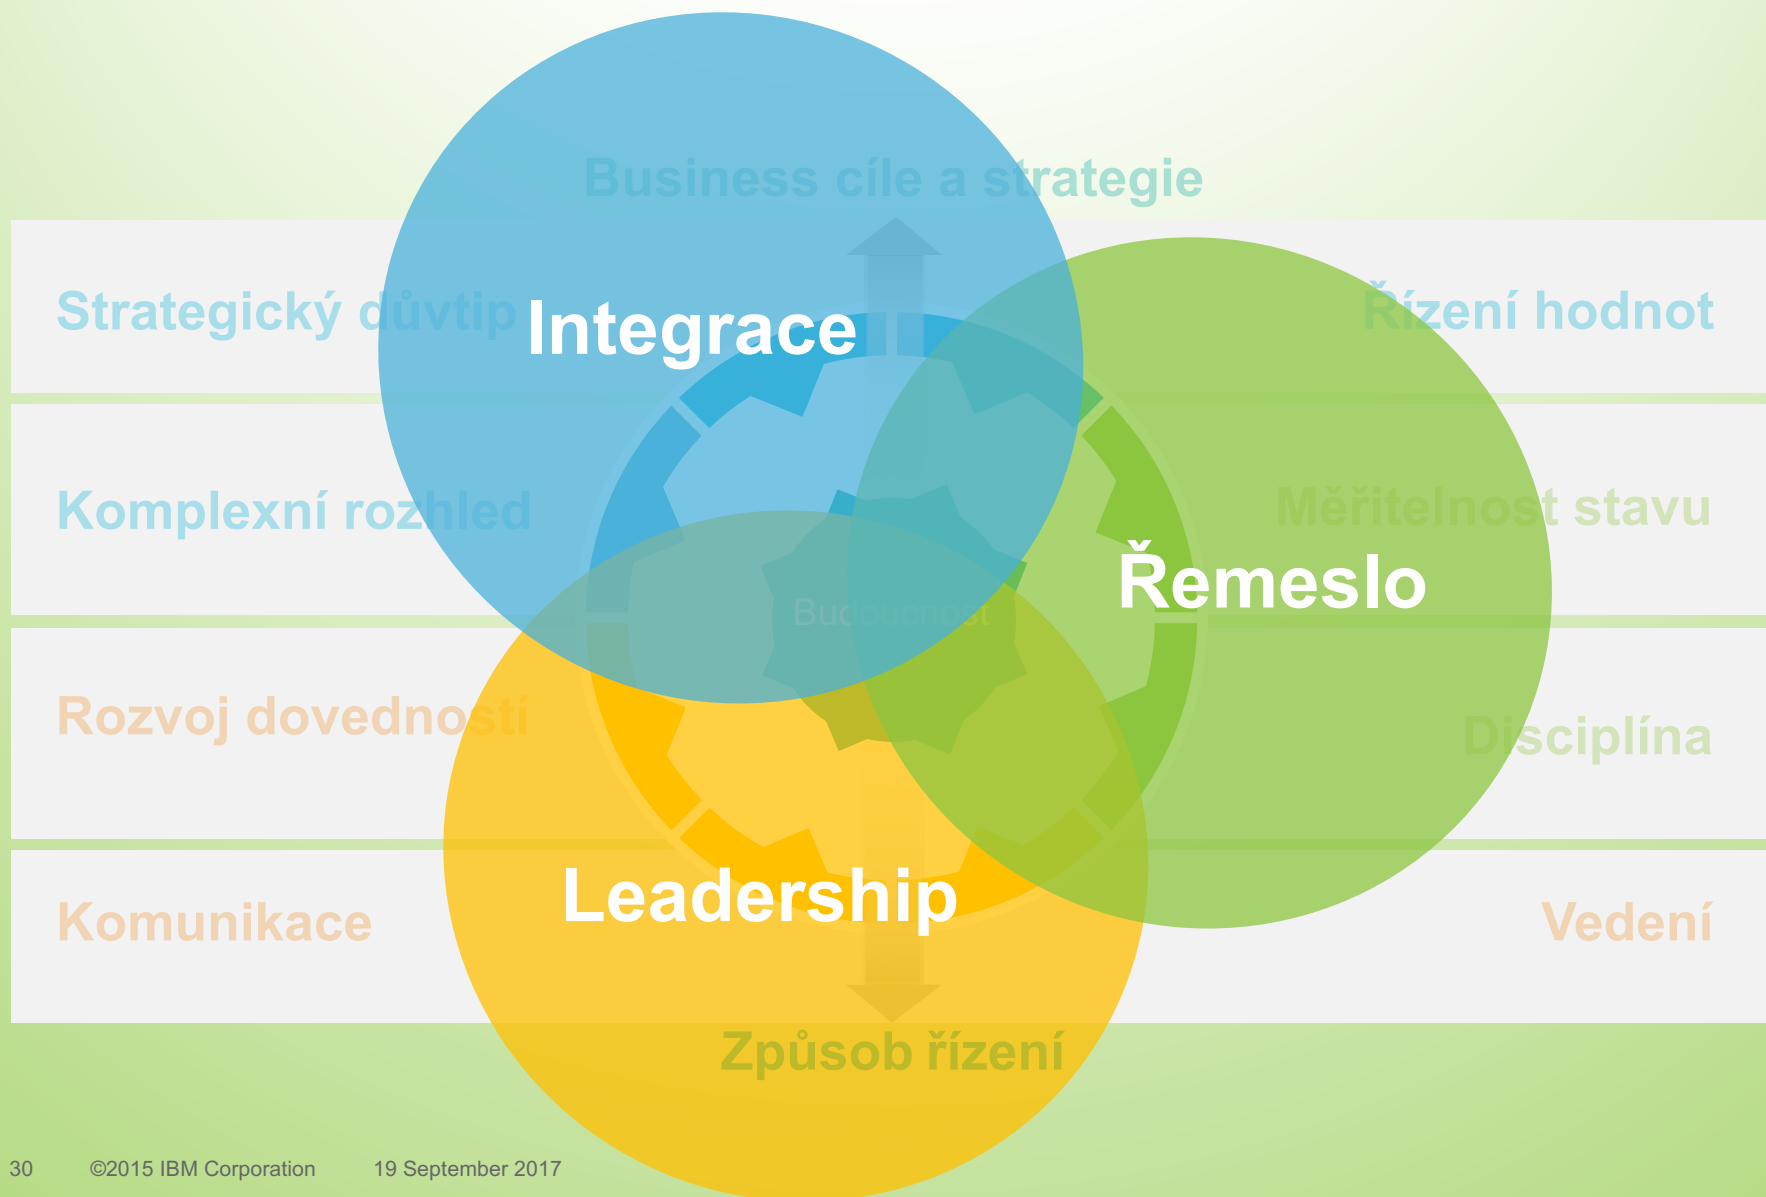 Business cíle a strategie
Strategický důvtip
Integrace
Řízení hodnot
Komplexní rozhled
Měřitelnost stavu
Řemeslo
Budoucnost
Rozvoj dovedností
Disciplína
Leadership
Komunikace
Vedení
Způsob řízení
30 ©2015 IBM Corporation 19 September 2017